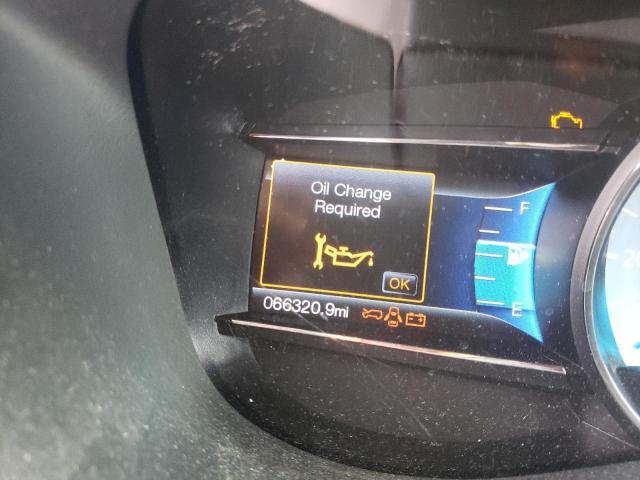 Oil Change
Required
OK
066320.9mi
F
E